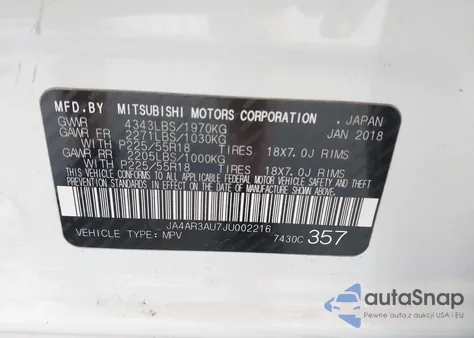 MFD.BY MITSUBISHI MOTORS CORPORATION , JAPAN
GVWR 4343LBS/1970KG JAN 2018
GAWR FR 2271LBS/1030KG
WITH P225/55R18 TIRES 18X7.0J RIMS
GAWR RR 2205LBS/1000KG
WITH P225/55R18 TIRES 18X7.0J RIMS
THIS VEHICLE CONFORMS TO ALL APPLICABLE FEDERAL MOTOR VEHICLE SAFETY, BUMPER AND THEFT
PREVENTION STANDARDS IN EFFECT ON THE DATE OF MANUFACTURE SHOWN ABOVE.
JA4AR3AU7JU002216
VEHICLE TYPE: MPV 7430C 357
autoSnap
Pewne auta z aukcji USA i EU